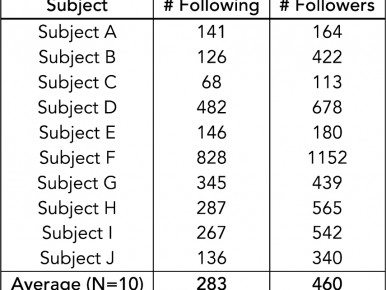 Subject # Following # Followers
Subject A 141 164
Subject B 126 422
Subject C 68 113
Subject D 482 678
Subject E 146 180
Subject F 828 1152
Subject G 345 439
Subject H 287 565
Subject I 267 542
Subject J 136 340
Average (N=10) 283 460